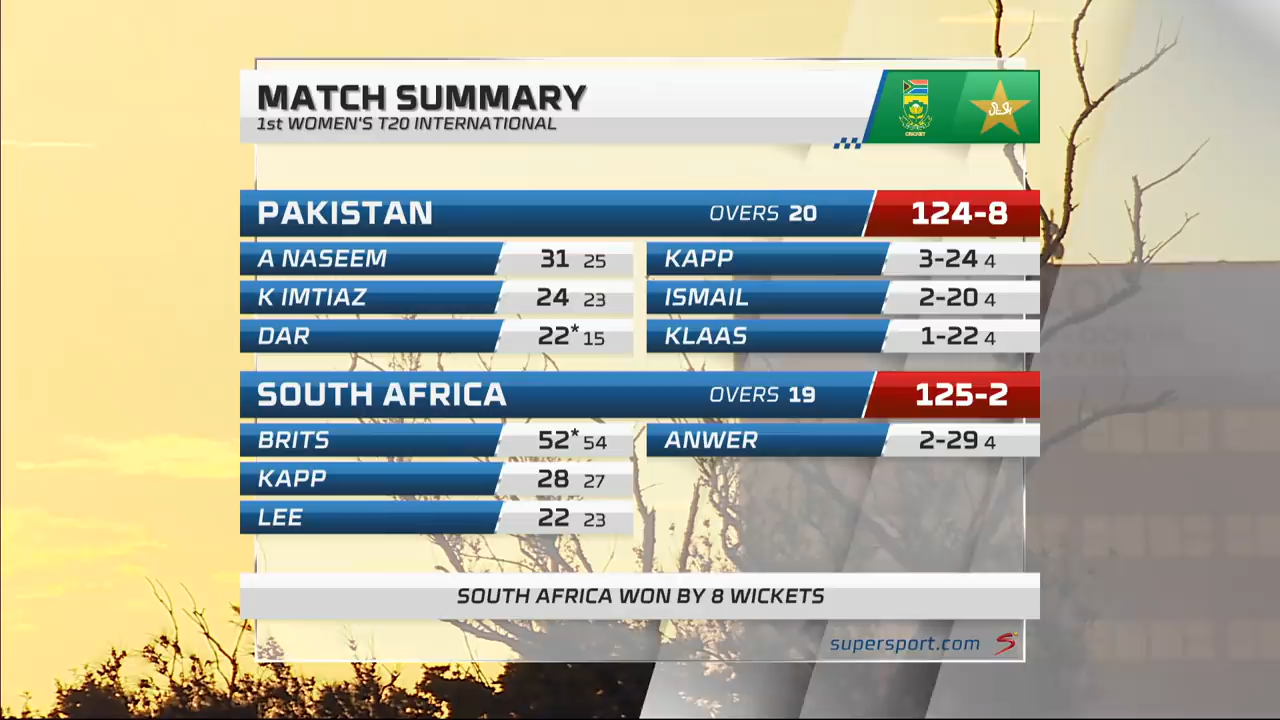 MATCH SUMMARY
1st WOMEN'S T20 INTERNATIONAL
CRICKET
PAKISTAN OVERS 20 124-8
A NASEEM 31 25 KAPP 3-24 4
K IMTIAZ 24 23 ISMAIL 2-20 4
DAR 22* 15 KLAAS 1-22 4
SOUTH AFRICA OVERS 19 125-2
BRITS 52* 54 ANWER 2-29 4
KAPP 28 27
LEE 22 23
SOUTH AFRICA WON BY 8 WICKETS
supersport.com S